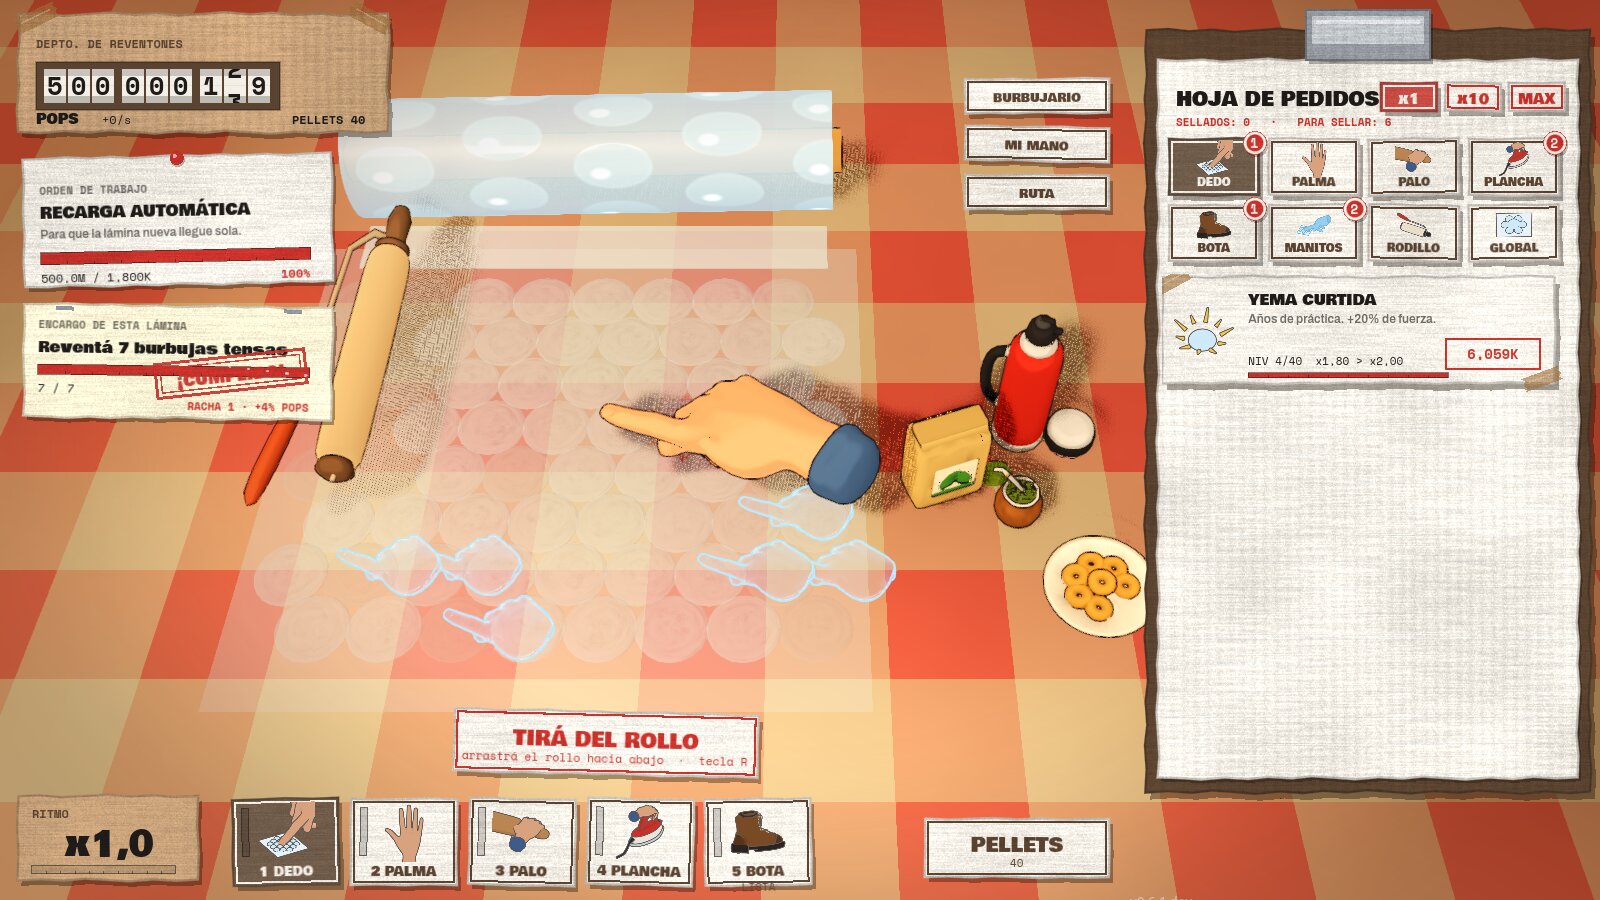 DEPTO. DE REVENTONES
POPS +0/s PELLETS 40
ORDEN DE TRABAJO
RECARGA AUTOMÁTICA
Para que la lámina nueva llegue sola.
500.0M / 1.800K 100%
ENCARGO DE ESTA LÁMINA
Reventá 7 burbujas tensas
7 / 7
RACHA 1 · +4% POPS
BURBUJARIO
MI MANO
RUTA
HOJA DE PEDIDOS x1 x10 MAX
SELLADOS: 0 · PARA SELLAR: 6
1 2
DEDO PALMA PALO PLANCHA
1 2
BOTA MANITOS RODILLO GLOBAL
YEMA CURTIDA
Años de práctica. +20% de fuerza.
NIV 4/40 x1,80 > x2,00
6.059K
TIRÁ DEL ROLLO
arrastrá el rollo hacia abajo · tecla R
RITMO
x1,0
1 DEDO 2 PALMA 3 PALO 4 PLANCHA 5 BOTA
LISTA
PELLETS
40